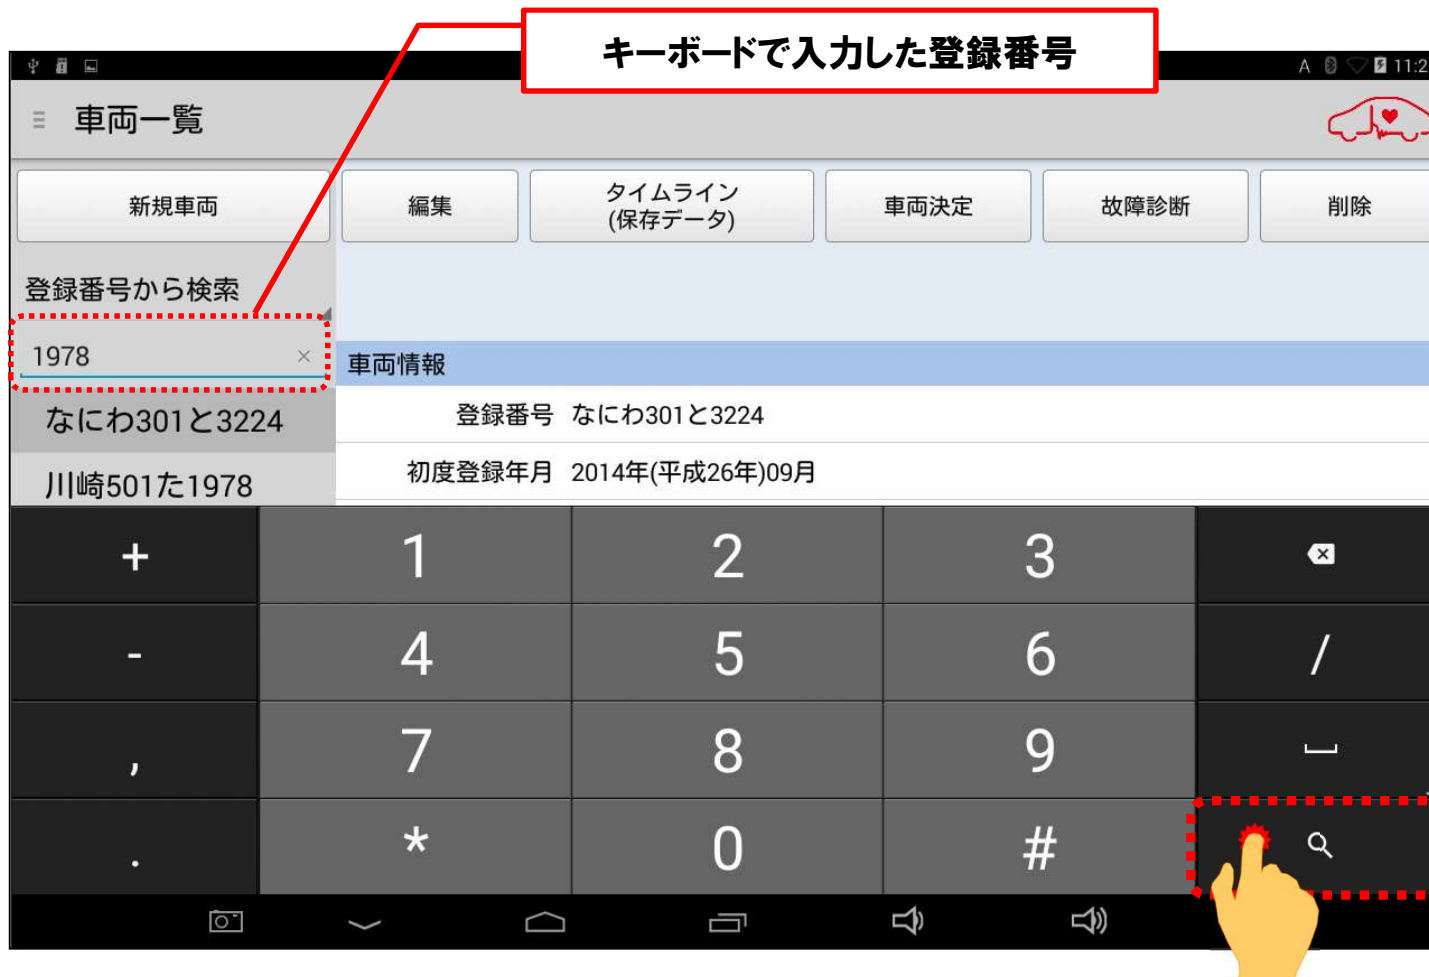 キーボードで入力した登録番号
A 11:2
車両一覧
新規車両
編集
タイムライン
(保存データ)
車両決定
故障診断
削除
登録番号から検索
1978 ×
車両情報
なにわ301と3224
登録番号 なにわ301と3224
川崎501た1978
初度登録年月 2014年(平成26年)09月
+ 1 2 3
- 4 5 6 /
, 7 8 9
. * 0 #